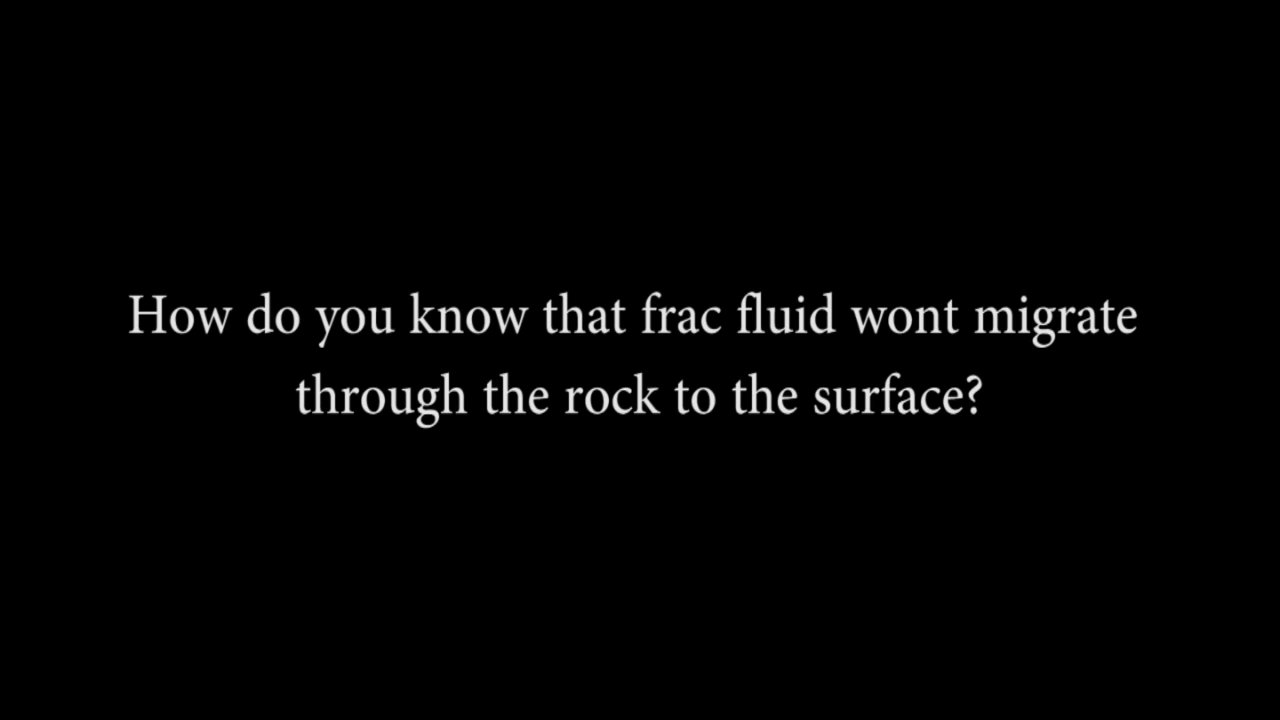 How do you know that frac fluid wont migrate
through the rock to the surface?